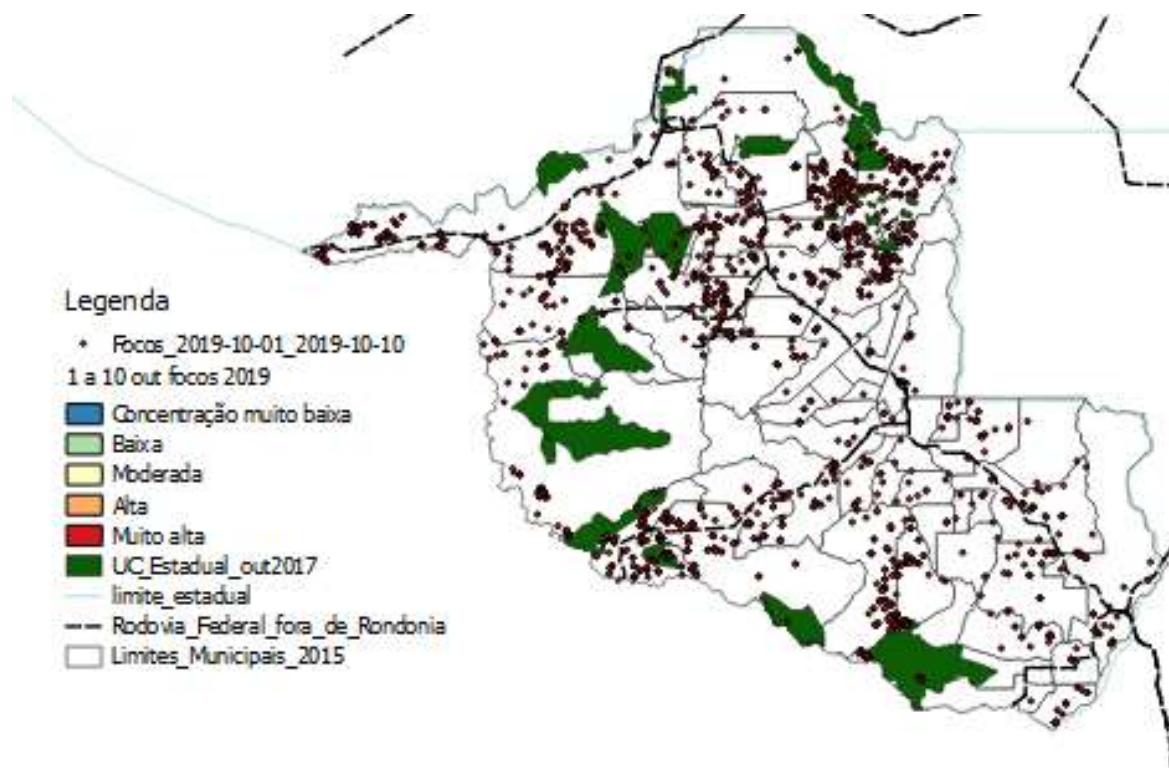 Legenda
Focos_2019-10-01_2019-10-10
1 a 10 out focos 2019
Concentração muito baixa
Baixa
Moderada
Alta
Muito alta
UC_Estadual_out2017
limite_estadual
Rodovia_Federal_fora_de_Rondonia
Limites_Municipais_2015